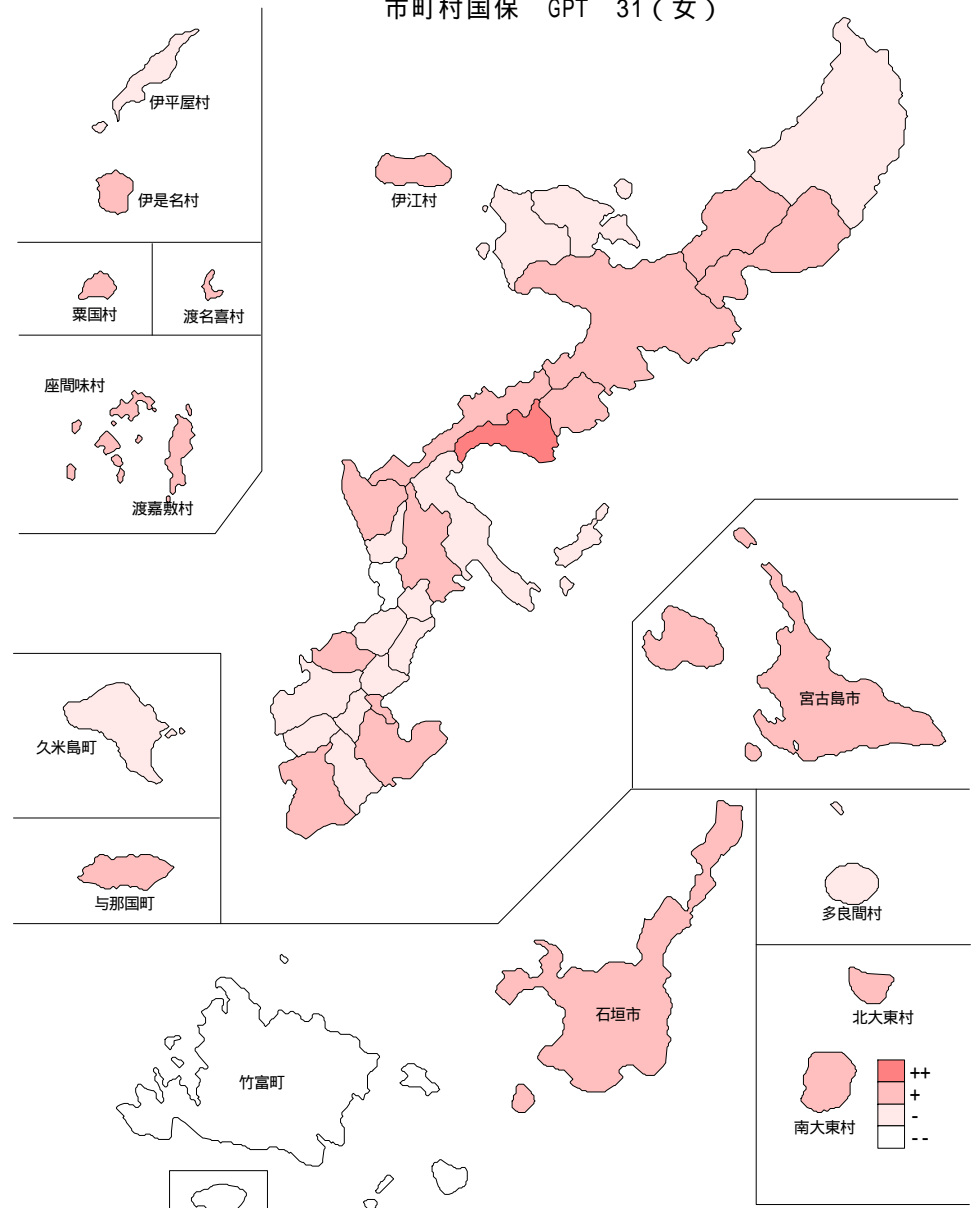 市町村国保 GPT 31(女)
伊平屋村
伊是名村
伊江村
粟国村
渡名喜村
座間味村
渡嘉敷村
宮古島市
久米島町
与那国町
多良間村
北大東村
石垣市
竹富町
南大東村
++
+
-
--